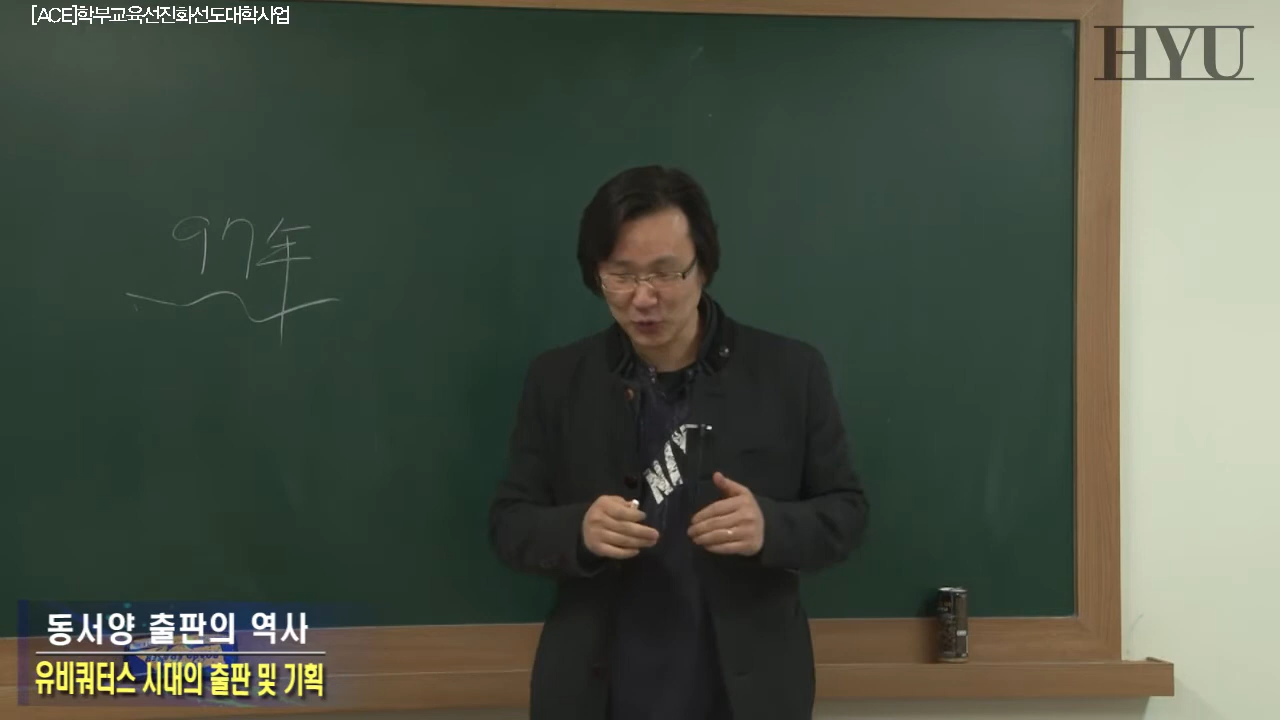 [ACE]학부교육선진화선도대학사업
HYU
97年
동서양 출판의 역사
유비쿼터스 시대의 출판 및 기획